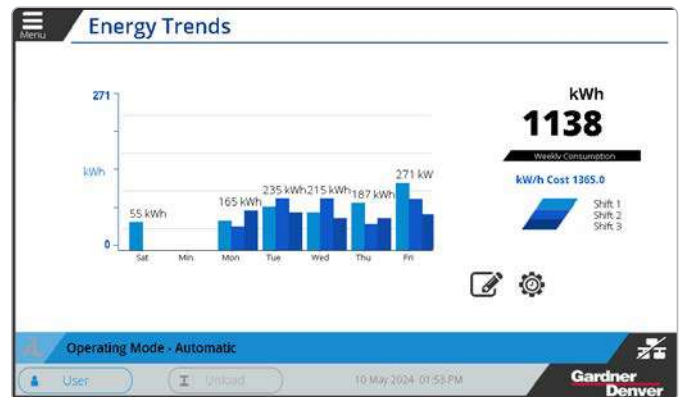 Menu
Energy Trends
271
kWh
0
55 kWh
165 kWh
235 kWh
215 kWh
187 kWh
271 kW
Sat Min Mon Tue Wed Thu Fri
kWh
1138
Weekly Consumption
kW/h Cost 1365.0
Shift 1
Shift 2
Shift 3
Operating Mode - Automatic
User
Unload
10 May 2024 01:53 PM
Gardner
Denver